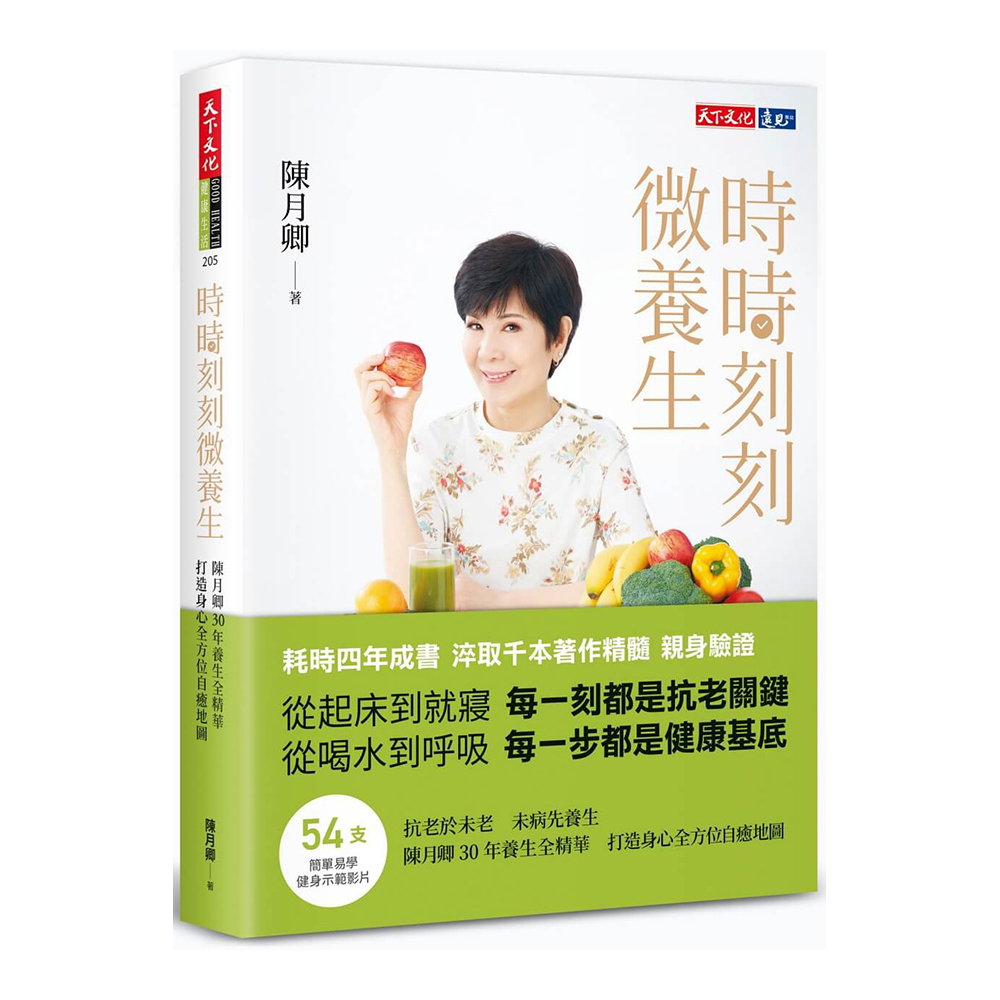 天下文化
GOOD HEALTH
健康生活
205
時時刻刻微養生
陳月卿30年養生全精華
打造身心全方位自癒地圖
陳月卿 著
天下文化
遠見
時時刻刻
微養生
陳月卿 著
耗時四年成書 淬取千本著作精髓 親身驗證
從起床到就寢 每一刻都是抗老關鍵
從喝水到呼吸 每一步都是健康基底
54支
簡單易學
健身示範影片
抗老於未老 未病先養生
陳月卿30年養生全精華 打造身心全方位自癒地圖